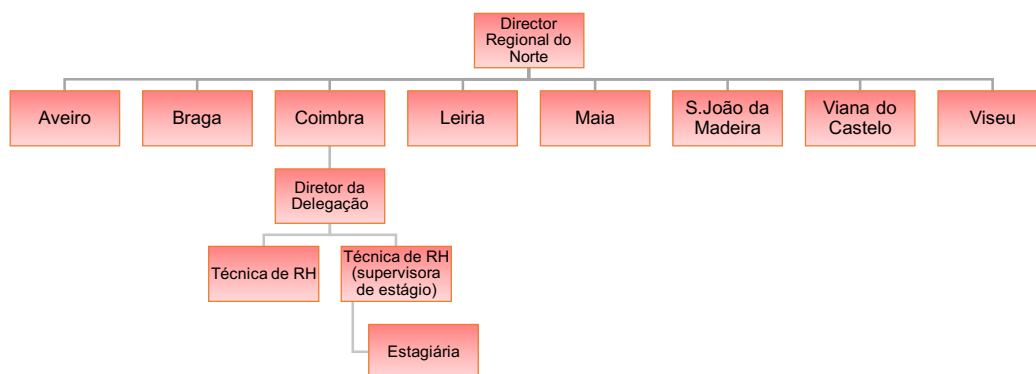 Director
Regional do
Norte
Aveiro
Braga
Coimbra
Leiria
Maia
S.João da
Madeira
Viana do
Castelo
Viseu
Diretor da
Delegação
Técnica de RH
Técnica de RH
(supervisora
de estágio)
Estagiária